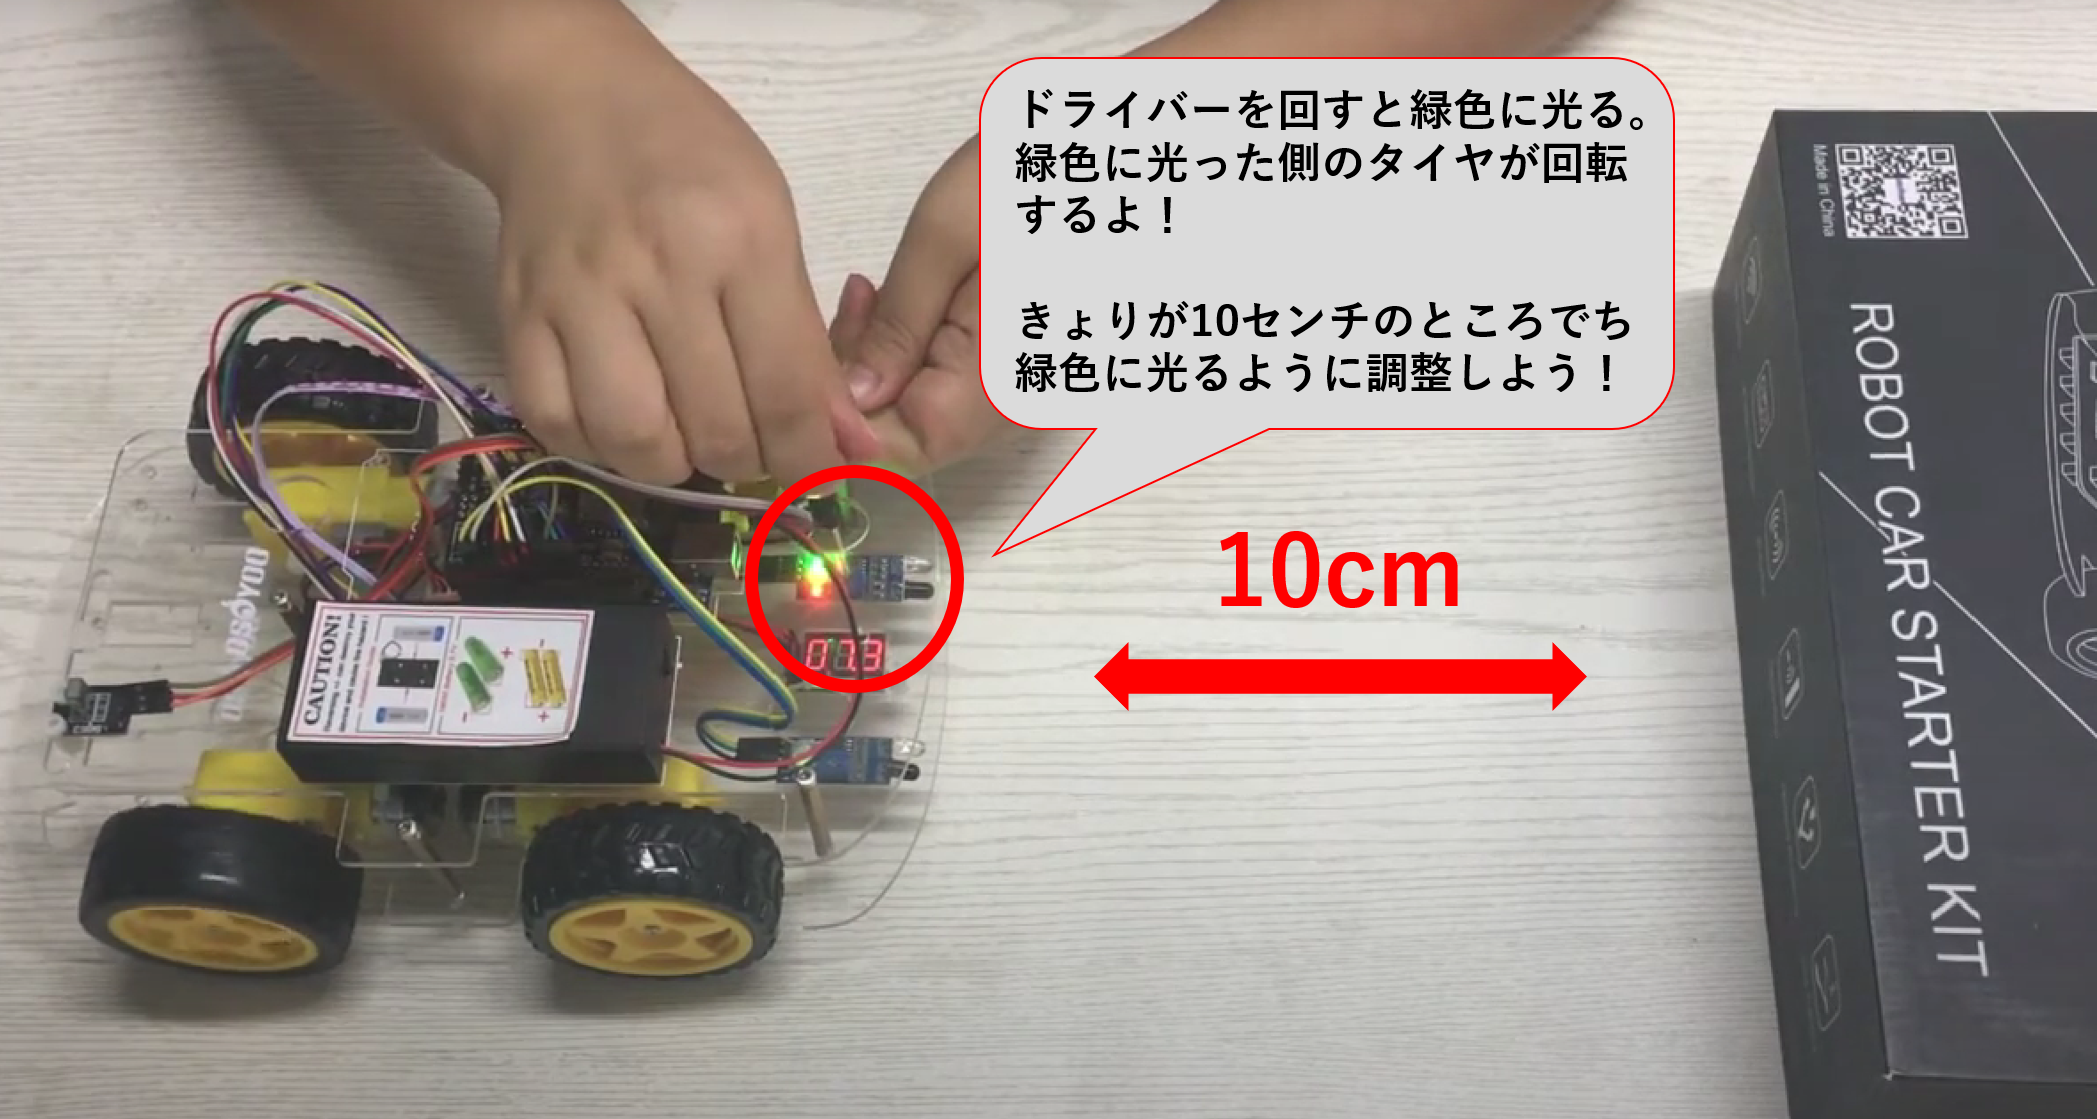 ドライバーを回すと緑色に光る。
緑色に光った側のタイヤが回転
するよ！
きょりが10センチのところでち
緑色に光るように調整しよう！
10cm
Made in China
ROBOT CAR STARTER KIT
OSOYOO
CAUTION!
07.3